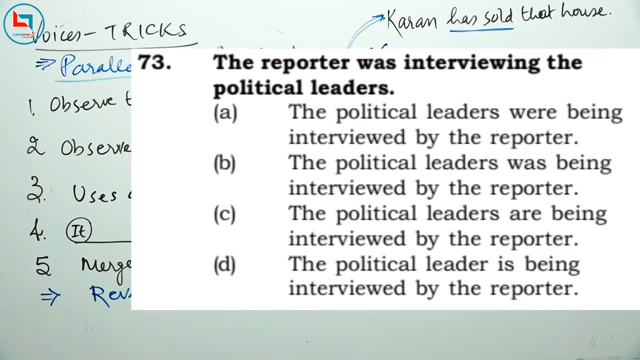 Voices - TRICKS
Karan has sold that house.
⇒ Paralle
1. Observe t
2 Observe
3. Uses
4. It
5 Merge
⇒ Rev
73. The reporter was interviewing the
political leaders.
(a) The political leaders were being
interviewed by the reporter.
(b) The political leaders was being
interviewed by the reporter.
(c) The political leaders are being
interviewed by the reporter.
(d) The political leader is being
interviewed by the reporter.